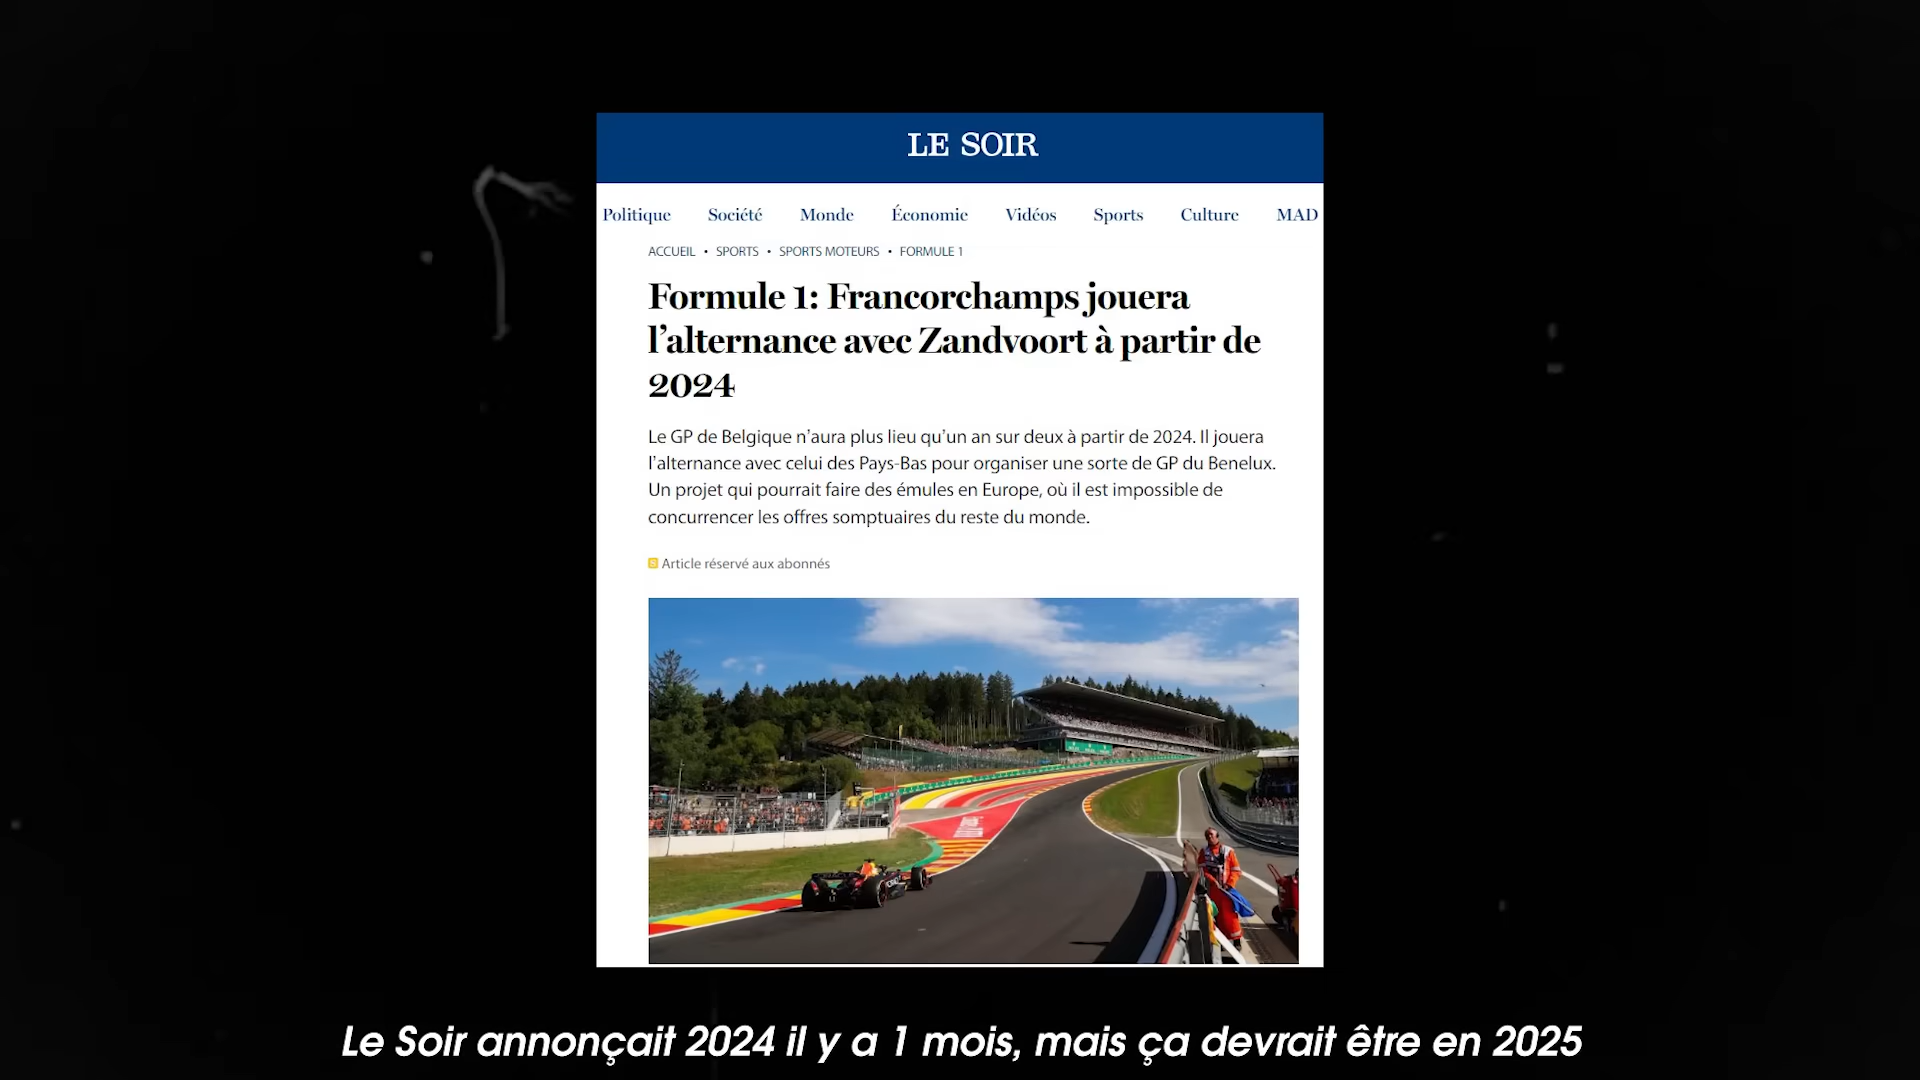 LE SOIR
Politique Société Monde Économie Vidéos Sports Culture MAD
ACCUEIL • SPORTS • SPORTS MOTEURS • FORMULE 1
Formule 1: Francorchamps jouera
l’alternance avec Zandvoort à partir de
2024
Le GP de Belgique n’aura plus lieu qu’un an sur deux à partir de 2024. Il jouera
l’alternance avec celui des Pays-Bas pour organiser une sorte de GP du Benelux.
Un projet qui pourrait faire des émules en Europe, où il est impossible de
concurrencer les offres somptuaires du reste du monde.
Article réservé aux abonnés
Le Soir annonçait 2024 il y a 1 mois, mais ça devrait être en 2025